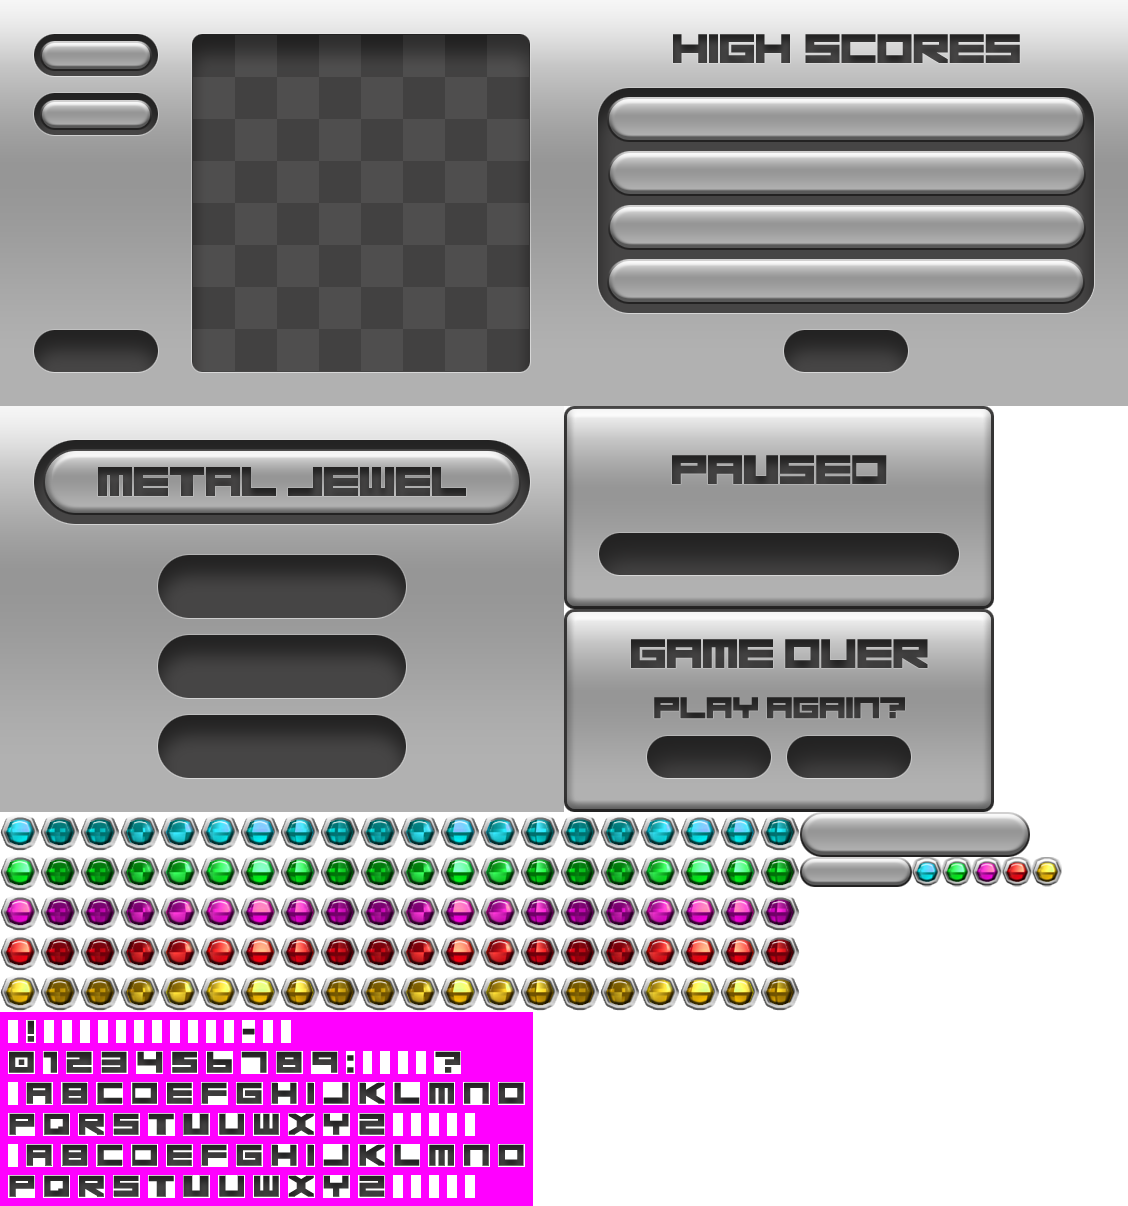 HIGH SCORES
METAL JEWEL
PAUSED
GAME OVER
PLAY AGAIN?
! -
0123456789: ?
ABCDEFGHIJKLMNO
PQRSTUVWXYZ
ABCDEFGHIJKLMNO
PQRSTUVWXYZ